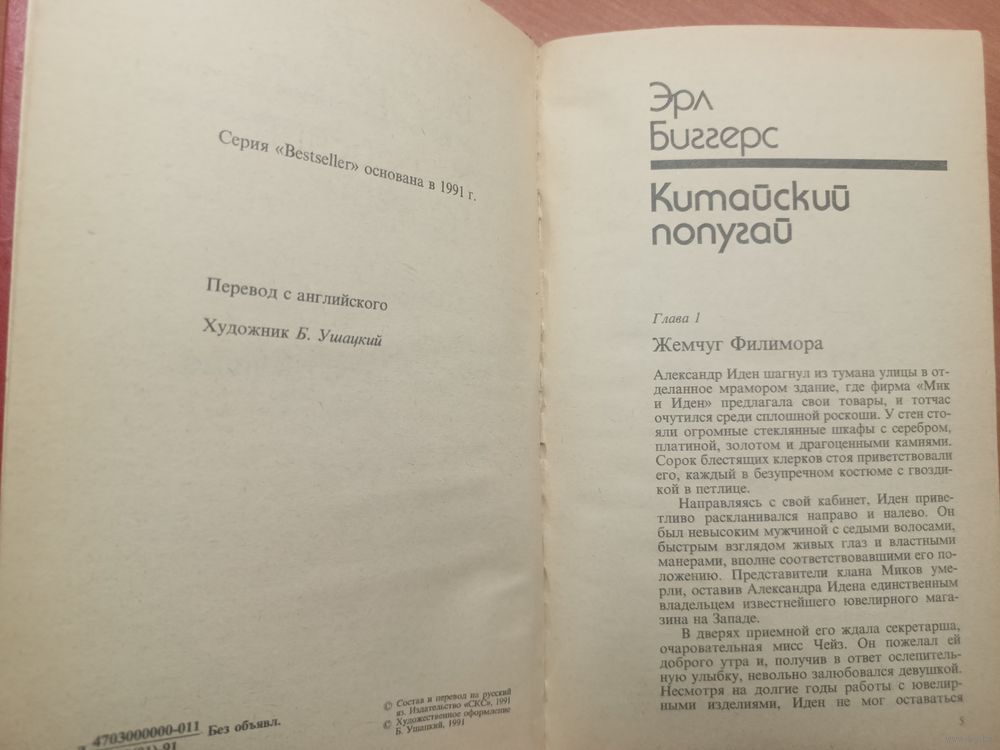 Серия «Bestseller» основана в 1991 г.
Перевод с английского
Художник Б. Ушацкий
4703000000-011
Без объявл.
© Состав и перевод на русский
яз. Издательство «СКС», 1991
© Художественное оформление
Б. Ушацкий, 1991
Эрл
Биггерс
Китайский
попугай
Глава 1
Жемчуг Филимора
Александр Иден шагнул из тумана улицы в от-
деланное мрамором здание, где фирма «Мик
и Иден» предлагала свои товары, и тотчас
очутился среди сплошной роскоши. У стен сто-
яли огромные стеклянные шкафы с серебром,
платиной, золотом и драгоценными камнями.
Сорок блестящих клерков стоя приветствовали
его, каждый в безупречном костюме с гвозди-
кой в петлице.
Направляясь с свой кабинет, Иден приве-
тливо раскланивался направо и налево. Он
был невысоким мужчиной с седыми волосами,
быстрым взглядом живых глаз и властными
манерами, вполне соответствовавшими его по-
ложению. Представители клана Миков уме-
рли, оставив Александра Идена единственным
владельцем известнейшего ювелирного мага-
зина на Западе.
В дверях приемной его ждала секретарша,
очаровательная мисс Чейз. Он пожелал ей
доброго утра и, получив в ответ ослепитель-
ную улыбку, невольно залюбовался девушкой.
Несмотря на долгие годы работы с ювелир-
ными изделиями, Иден не мог оставаться
5